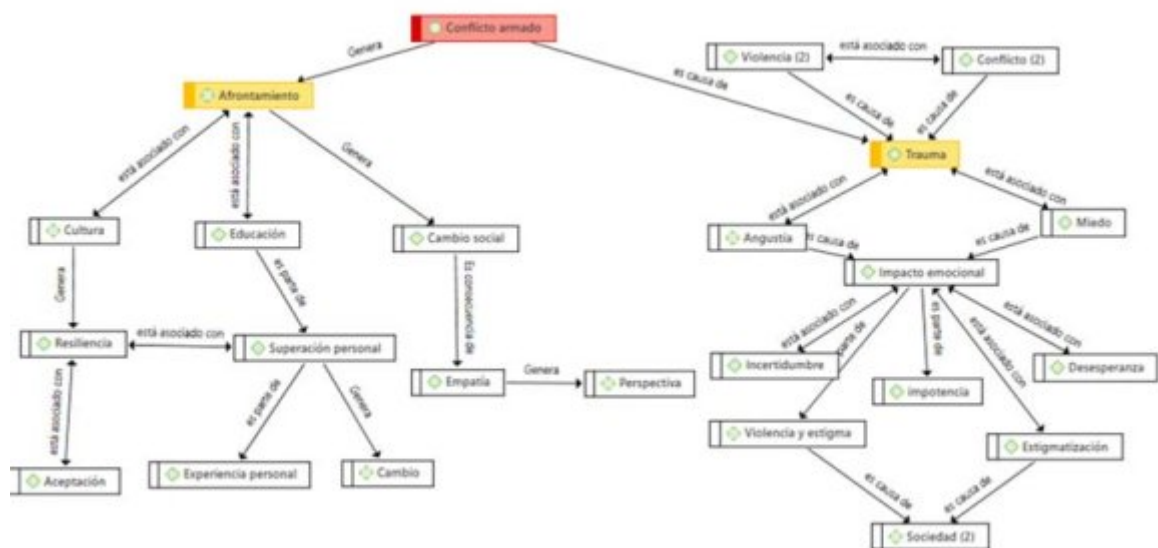 Conflicto armado
Genera
es causa de
Violencia (2)
está asociado con
Conflicto (2)
es causa de
es causa de
Afrontamiento
Trauma
está asociado con
está asociado con
Genera
está asociado con
está asociado con
Cultura
Educación
Cambio social
Angustia
Miedo
es causa de
es causa de
Impacto emocional
Genera
es parte de
Es consecuencia de
está asociado con
parte de
es parte de
está asociado con
está asociado con
Resiliencia
está asociado con
Superación personal
Incertidumbre
Desesperanza
Empatía
Genera
Perspectiva
impotencia
está asociado con
es parte de
Genera
Violencia y estigma
Estigmatización
Aceptación
Experiencia personal
Cambio
es causa de
es causa de
Sociedad (2)